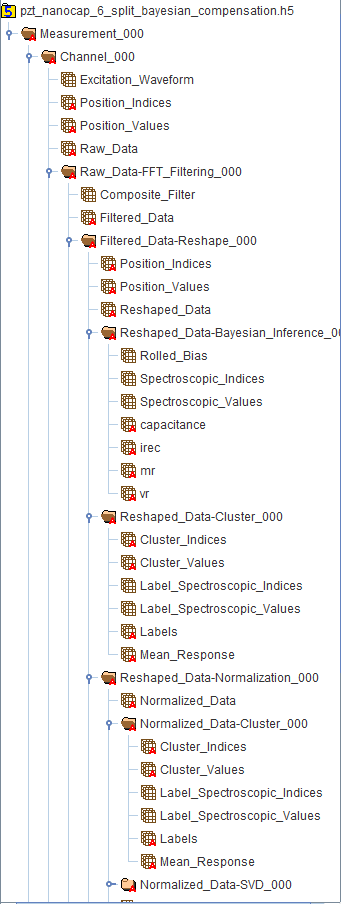 pzt_nanocap_6_split_bayesian_compensation.h5
Measurement_000
Channel_000
Excitation_Waveform
Position_Indices
Position_Values
Raw_Data
Raw_Data-FFT_Filtering_000
Composite_Filter
Filtered_Data
Filtered_Data-Reshape_000
Position_Indices
Position_Values
Reshaped_Data
Reshaped_Data-Bayesian_Inference_0
Rolled_Bias
Spectroscopic_Indices
Spectroscopic_Values
capacitance
irec
mr
vr
Reshaped_Data-Cluster_000
Cluster_Indices
Cluster_Values
Label_Spectroscopic_Indices
Label_Spectroscopic_Values
Labels
Mean_Response
Reshaped_Data-Normalization_000
Normalized_Data
Normalized_Data-Cluster_000
Cluster_Indices
Cluster_Values
Label_Spectroscopic_Indices
Label_Spectroscopic_Values
Labels
Mean_Response
Normalized_Data-SVD_000